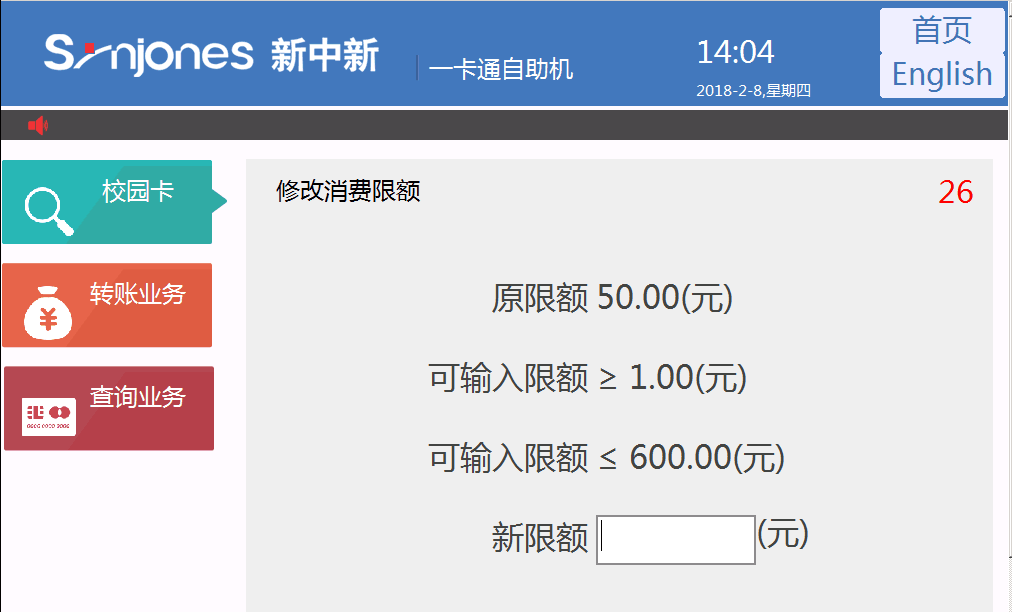 Synjones 新中新
一卡通自助机
14:04
2018-2-8,星期四
首页
English
校园卡
转账业务
查询业务
修改消费限额
26
原限额 50.00(元)
可输入限额 ≥ 1.00(元)
可输入限额 ≤ 600.00(元)
新限额 (元)